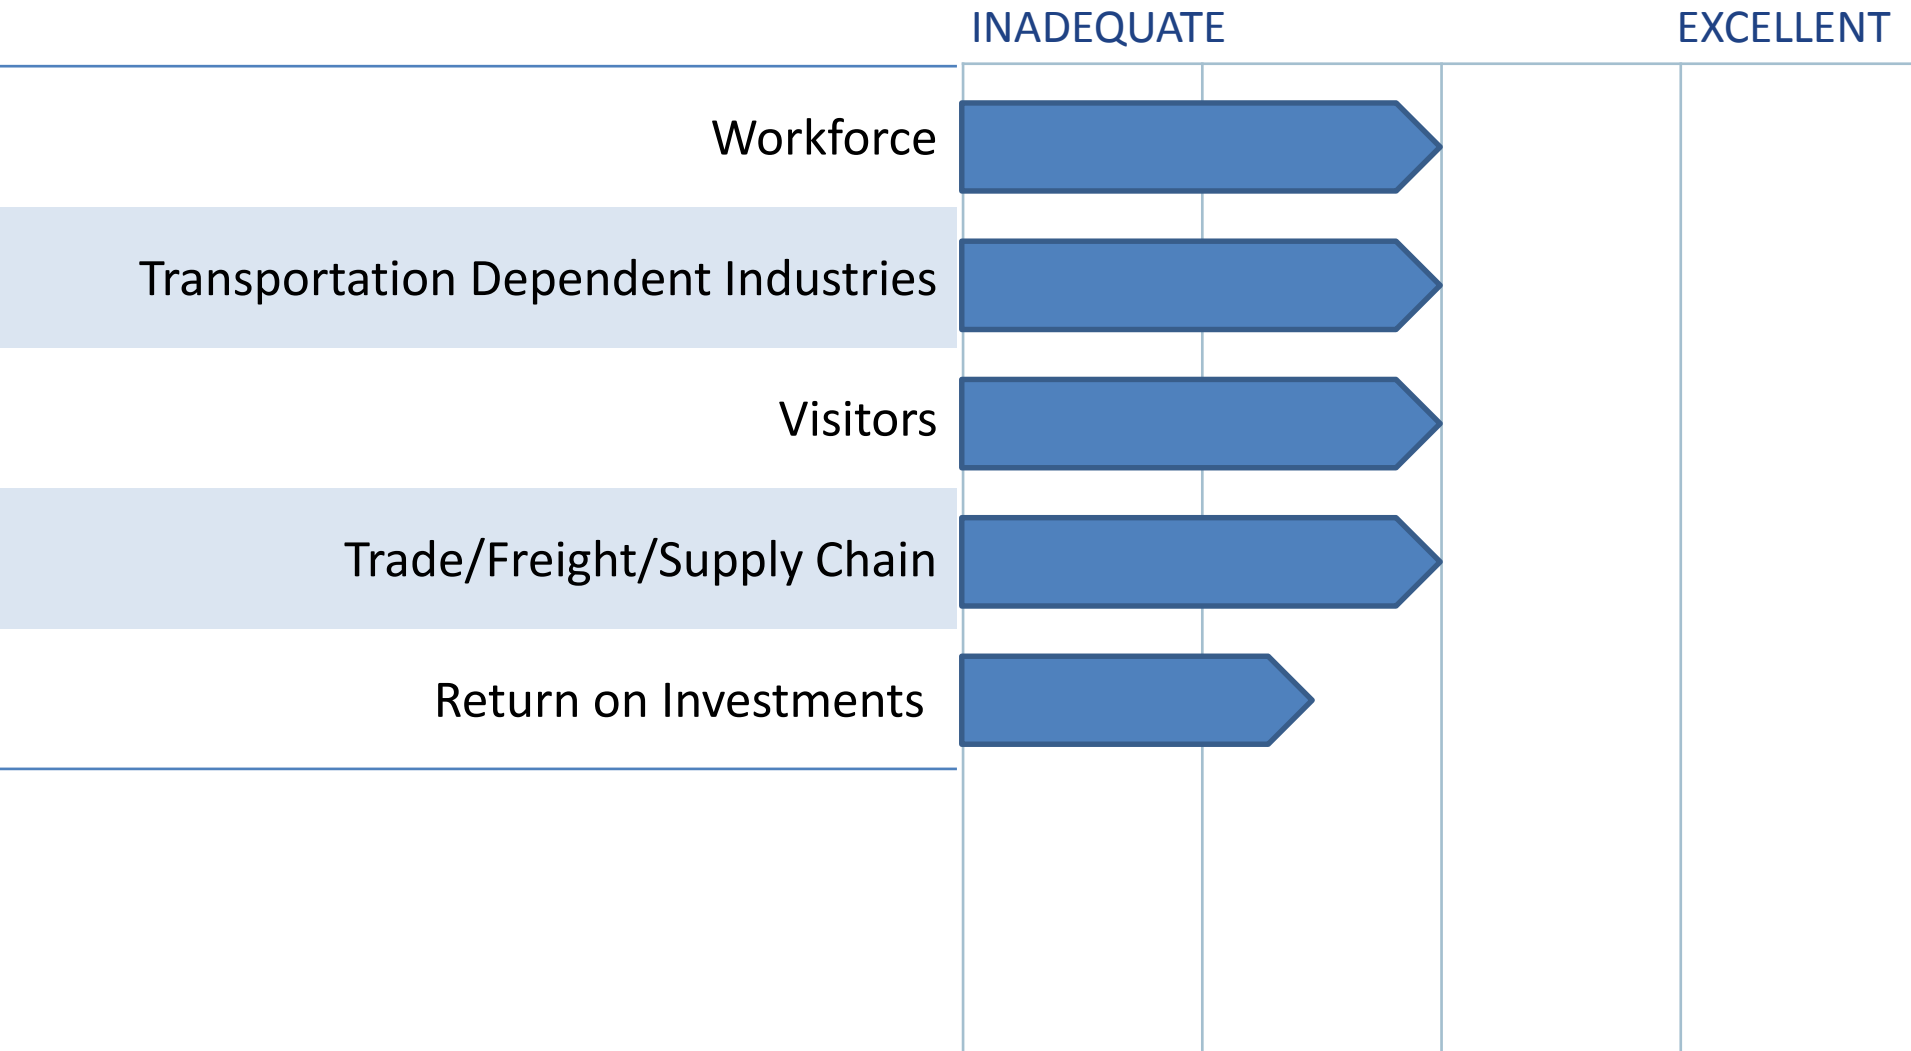 INADEQUATE EXCELLENT
Workforce
Transportation Dependent Industries
Visitors
Trade/Freight/Supply Chain
Return on Investments